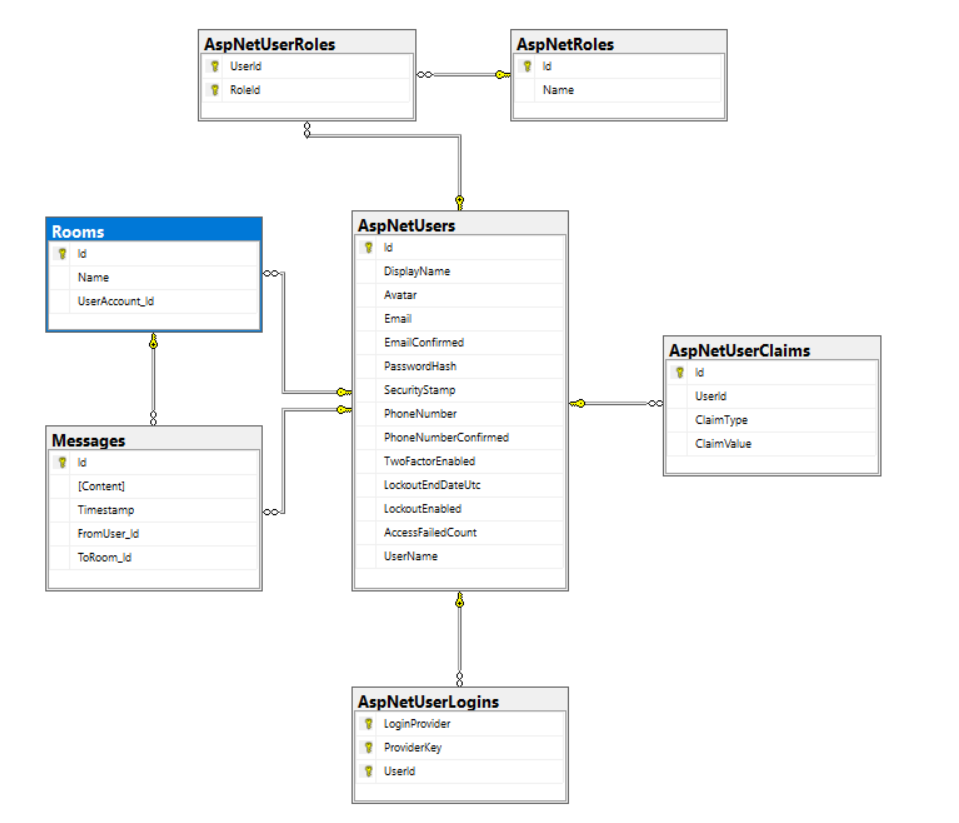 AspNetUserRoles
UserId
RoleId
AspNetRoles
Id
Name
Rooms
Id
Name
UserAccount_Id
AspNetUsers
Id
DisplayName
Avatar
Email
EmailConfirmed
PasswordHash
SecurityStamp
PhoneNumber
PhoneNumberConfirmed
TwoFactorEnabled
LockoutEndDateUtc
LockoutEnabled
AccessFailedCount
UserName
AspNetUserClaims
Id
UserId
ClaimType
ClaimValue
Messages
Id
[Content]
Timestamp
FromUser_Id
ToRoom_Id
AspNetUserLogins
LoginProvider
ProviderKey
UserId